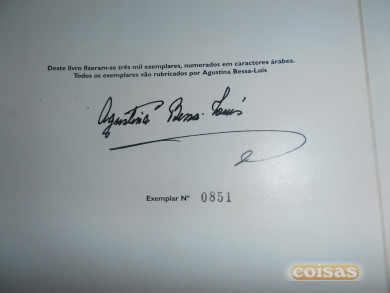 Deste livro fizeram-se três mil exemplares, numerados em caracteres árabes.
Todos os exemplares vão rubricados por Agustina Bessa-Luís
Agustina Bessa-Luís
Exemplar Nº 0851
coisas